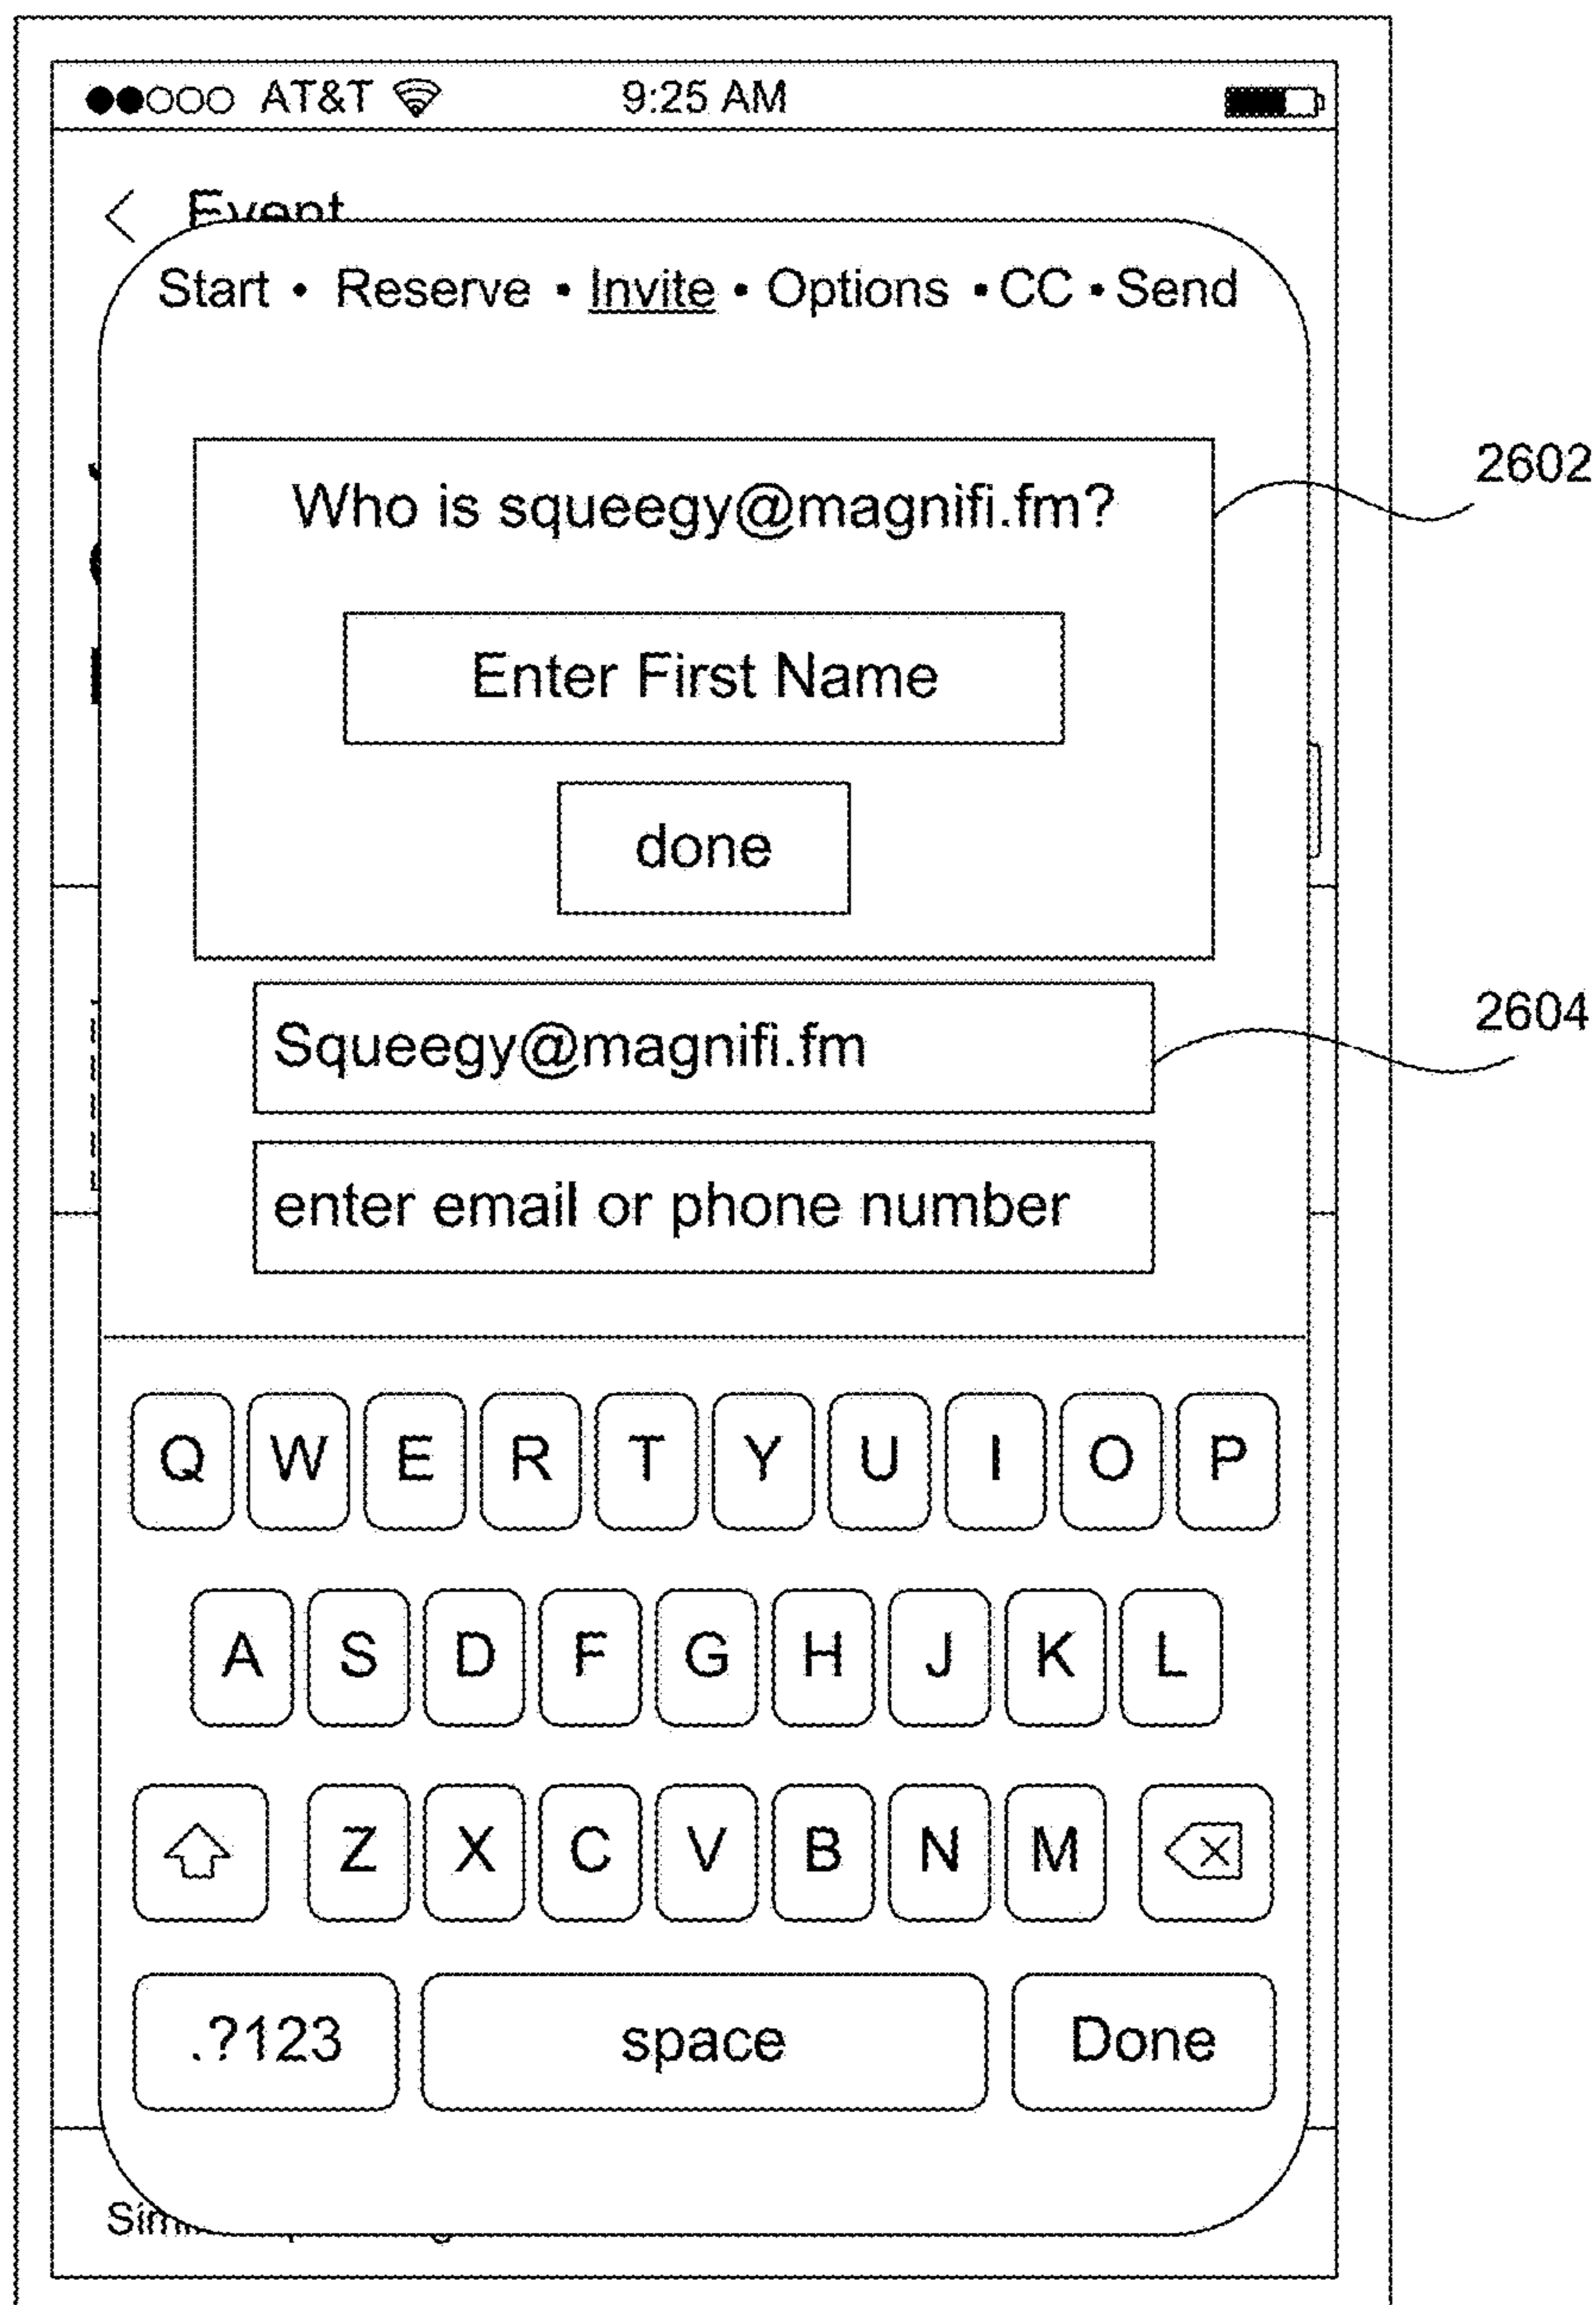 AT&T 9:25 AM
Event
Start • Reserve • Invite • Options • CC • Send
2602
Who is squeegy@magnifi.fm?
Enter First Name
done
2604
Squeegy@magnifi.fm
enter email or phone number
Q W E R T Y U I O P
A S D F G H J K L
Z X C V B N M
.?123 space Done